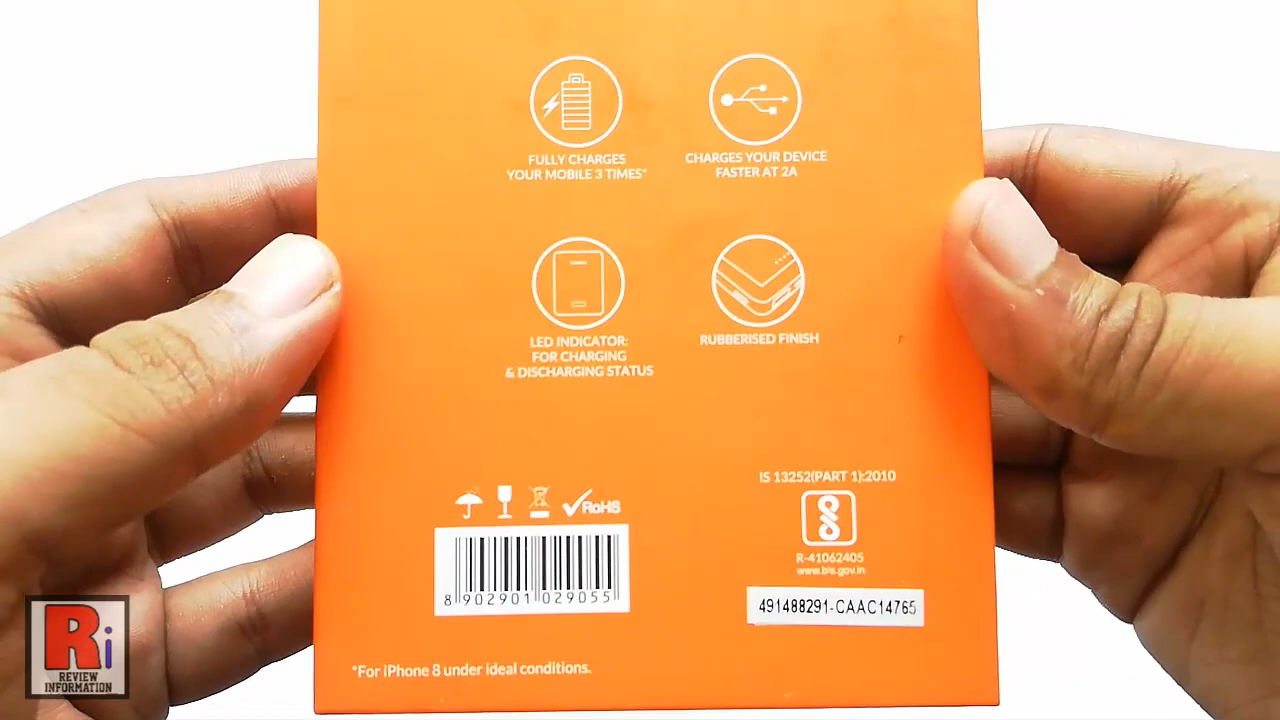 FULLY CHARGES
YOUR MOBILE 3 TIMES*
CHARGES YOUR DEVICE
FASTER AT 2A
LED INDICATOR:
FOR CHARGING
& DISCHARGING STATUS
RUBBERISED FINISH
RoHS
8 902901 029055
IS 13252(PART 1):2010
R-41062405
www.bis.gov.in
491488291-CAAC14765
*For iPhone 8 under ideal conditions.
Ri
REVIEW
INFORMATION